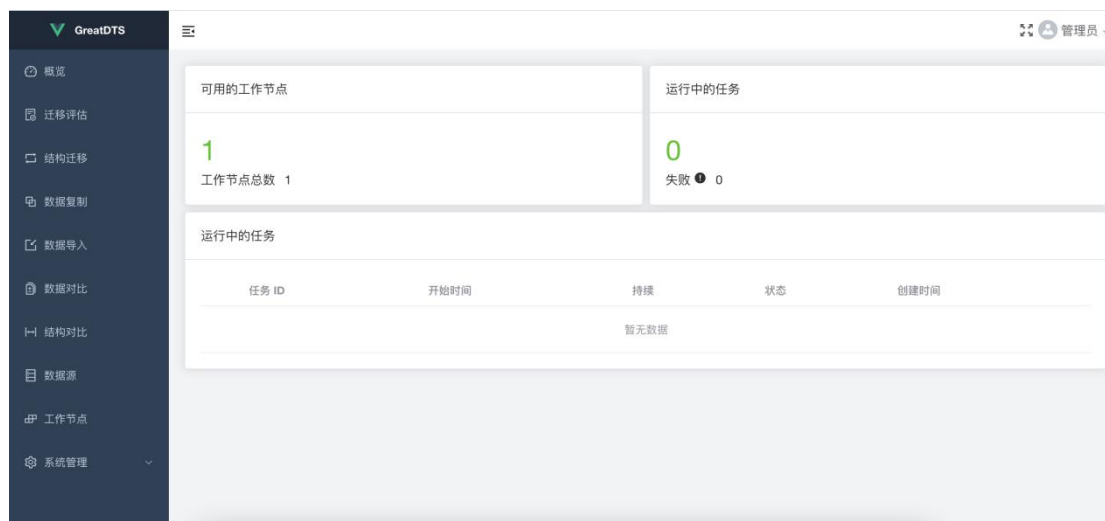 GreatDTS
管理员
概览
迁移评估
结构迁移
数据复制
数据导入
数据对比
结构对比
数据源
工作节点
系统管理
可用的工作节点
1
工作节点总数 1
运行中的任务
0
失败 0
运行中的任务
任务 ID 开始时间 持续 状态 创建时间
暂无数据